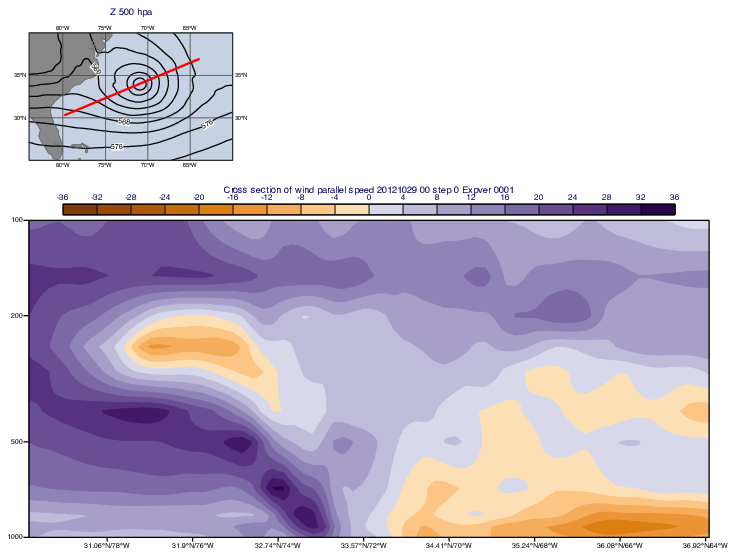 Z 500 hpa
80°W 75°W 70°W 65°W
35°N 35°N
568
30°N 30°N
588 576
576
80°W 75°W 70°W 65°W
Cross section of wind parallel speed 20121029 00 step 0 Expver 0001
-36 -32 -28 -24 -20 -16 -12 -8 -4 0 4 8 12 16 20 24 28 32 36
100
200
500
1000
31.06°N/78°W 31.9°N/76°W 32.74°N/74°W 33.57°N/72°W 34.41°N/70°W 35.24°N/68°W 36.08°N/66°W 36.92°N/64°W